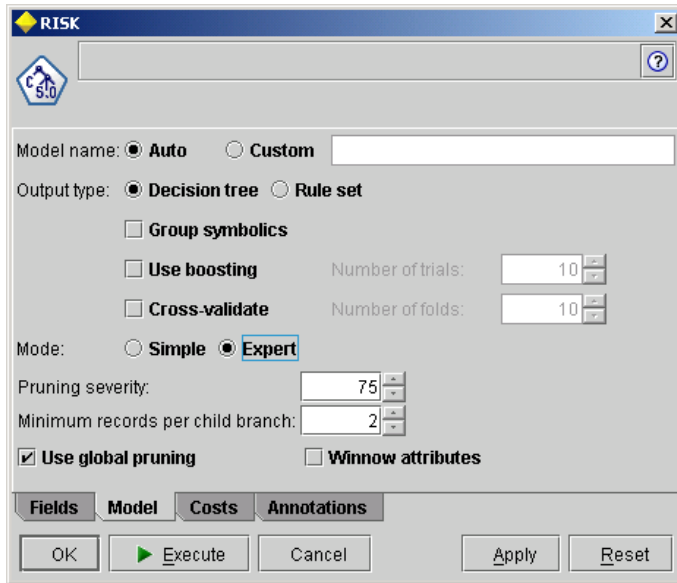 RISK
C 5.0
Model name: Auto Custom
Output type: Decision tree Rule set
Group symbolics
Use boosting Number of trials: 10
Cross-validate Number of folds: 10
Mode: Simple Expert
Pruning severity: 75
Minimum records per child branch: 2
Use global pruning Winnow attributes
Fields Model Costs Annotations
OK Execute Cancel Apply Reset